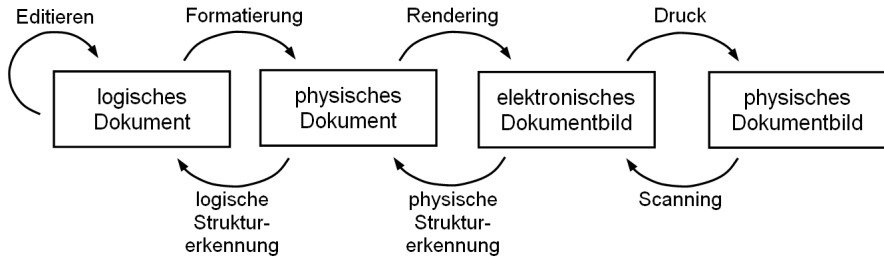 Editieren
Formatierung
Rendering
Druck
logisches
Dokument
physisches
Dokument
elektronisches
Dokumentbild
physisches
Dokumentbild
logische
Struktur-
erkennung
physische
Struktur-
erkennung
Scanning